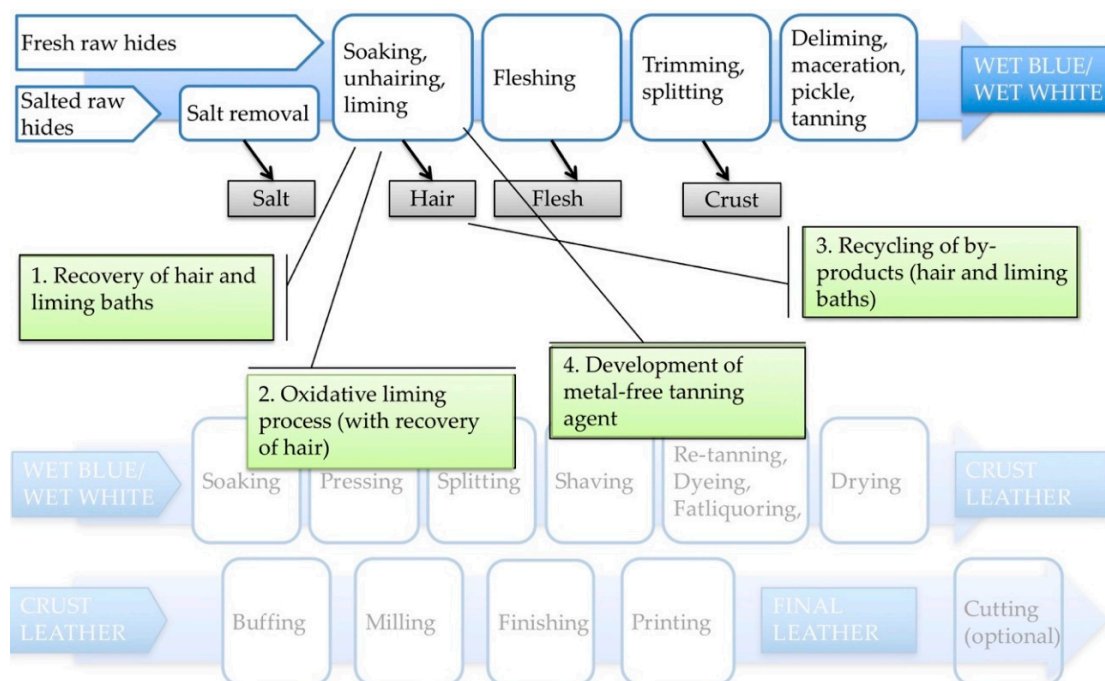 Fresh raw hides
Salted raw
hides
Salt removal
Soaking,
unhairing,
liming
Fleshing
Trimming,
splitting
Deliming,
maceration,
pickle,
tanning
WET BLUE/
WET WHITE
Salt
Hair
Flesh
Crust
1. Recovery of hair and
liming baths
2. Oxidative liming
process (with recovery
of hair)
3. Recycling of by-
products (hair and liming
baths)
4. Development of
metal-free tanning
agent
WET BLUE/
WET WHITE
Soaking
Pressing
Splitting
Shaving
Re-tanning,
Dyeing,
Fatliquoring,
Drying
CRUST
LEATHER
CRUST
LEATHER
Buffing
Milling
Finishing
Printing
FINAL
LEATHER
Cutting
(optional)